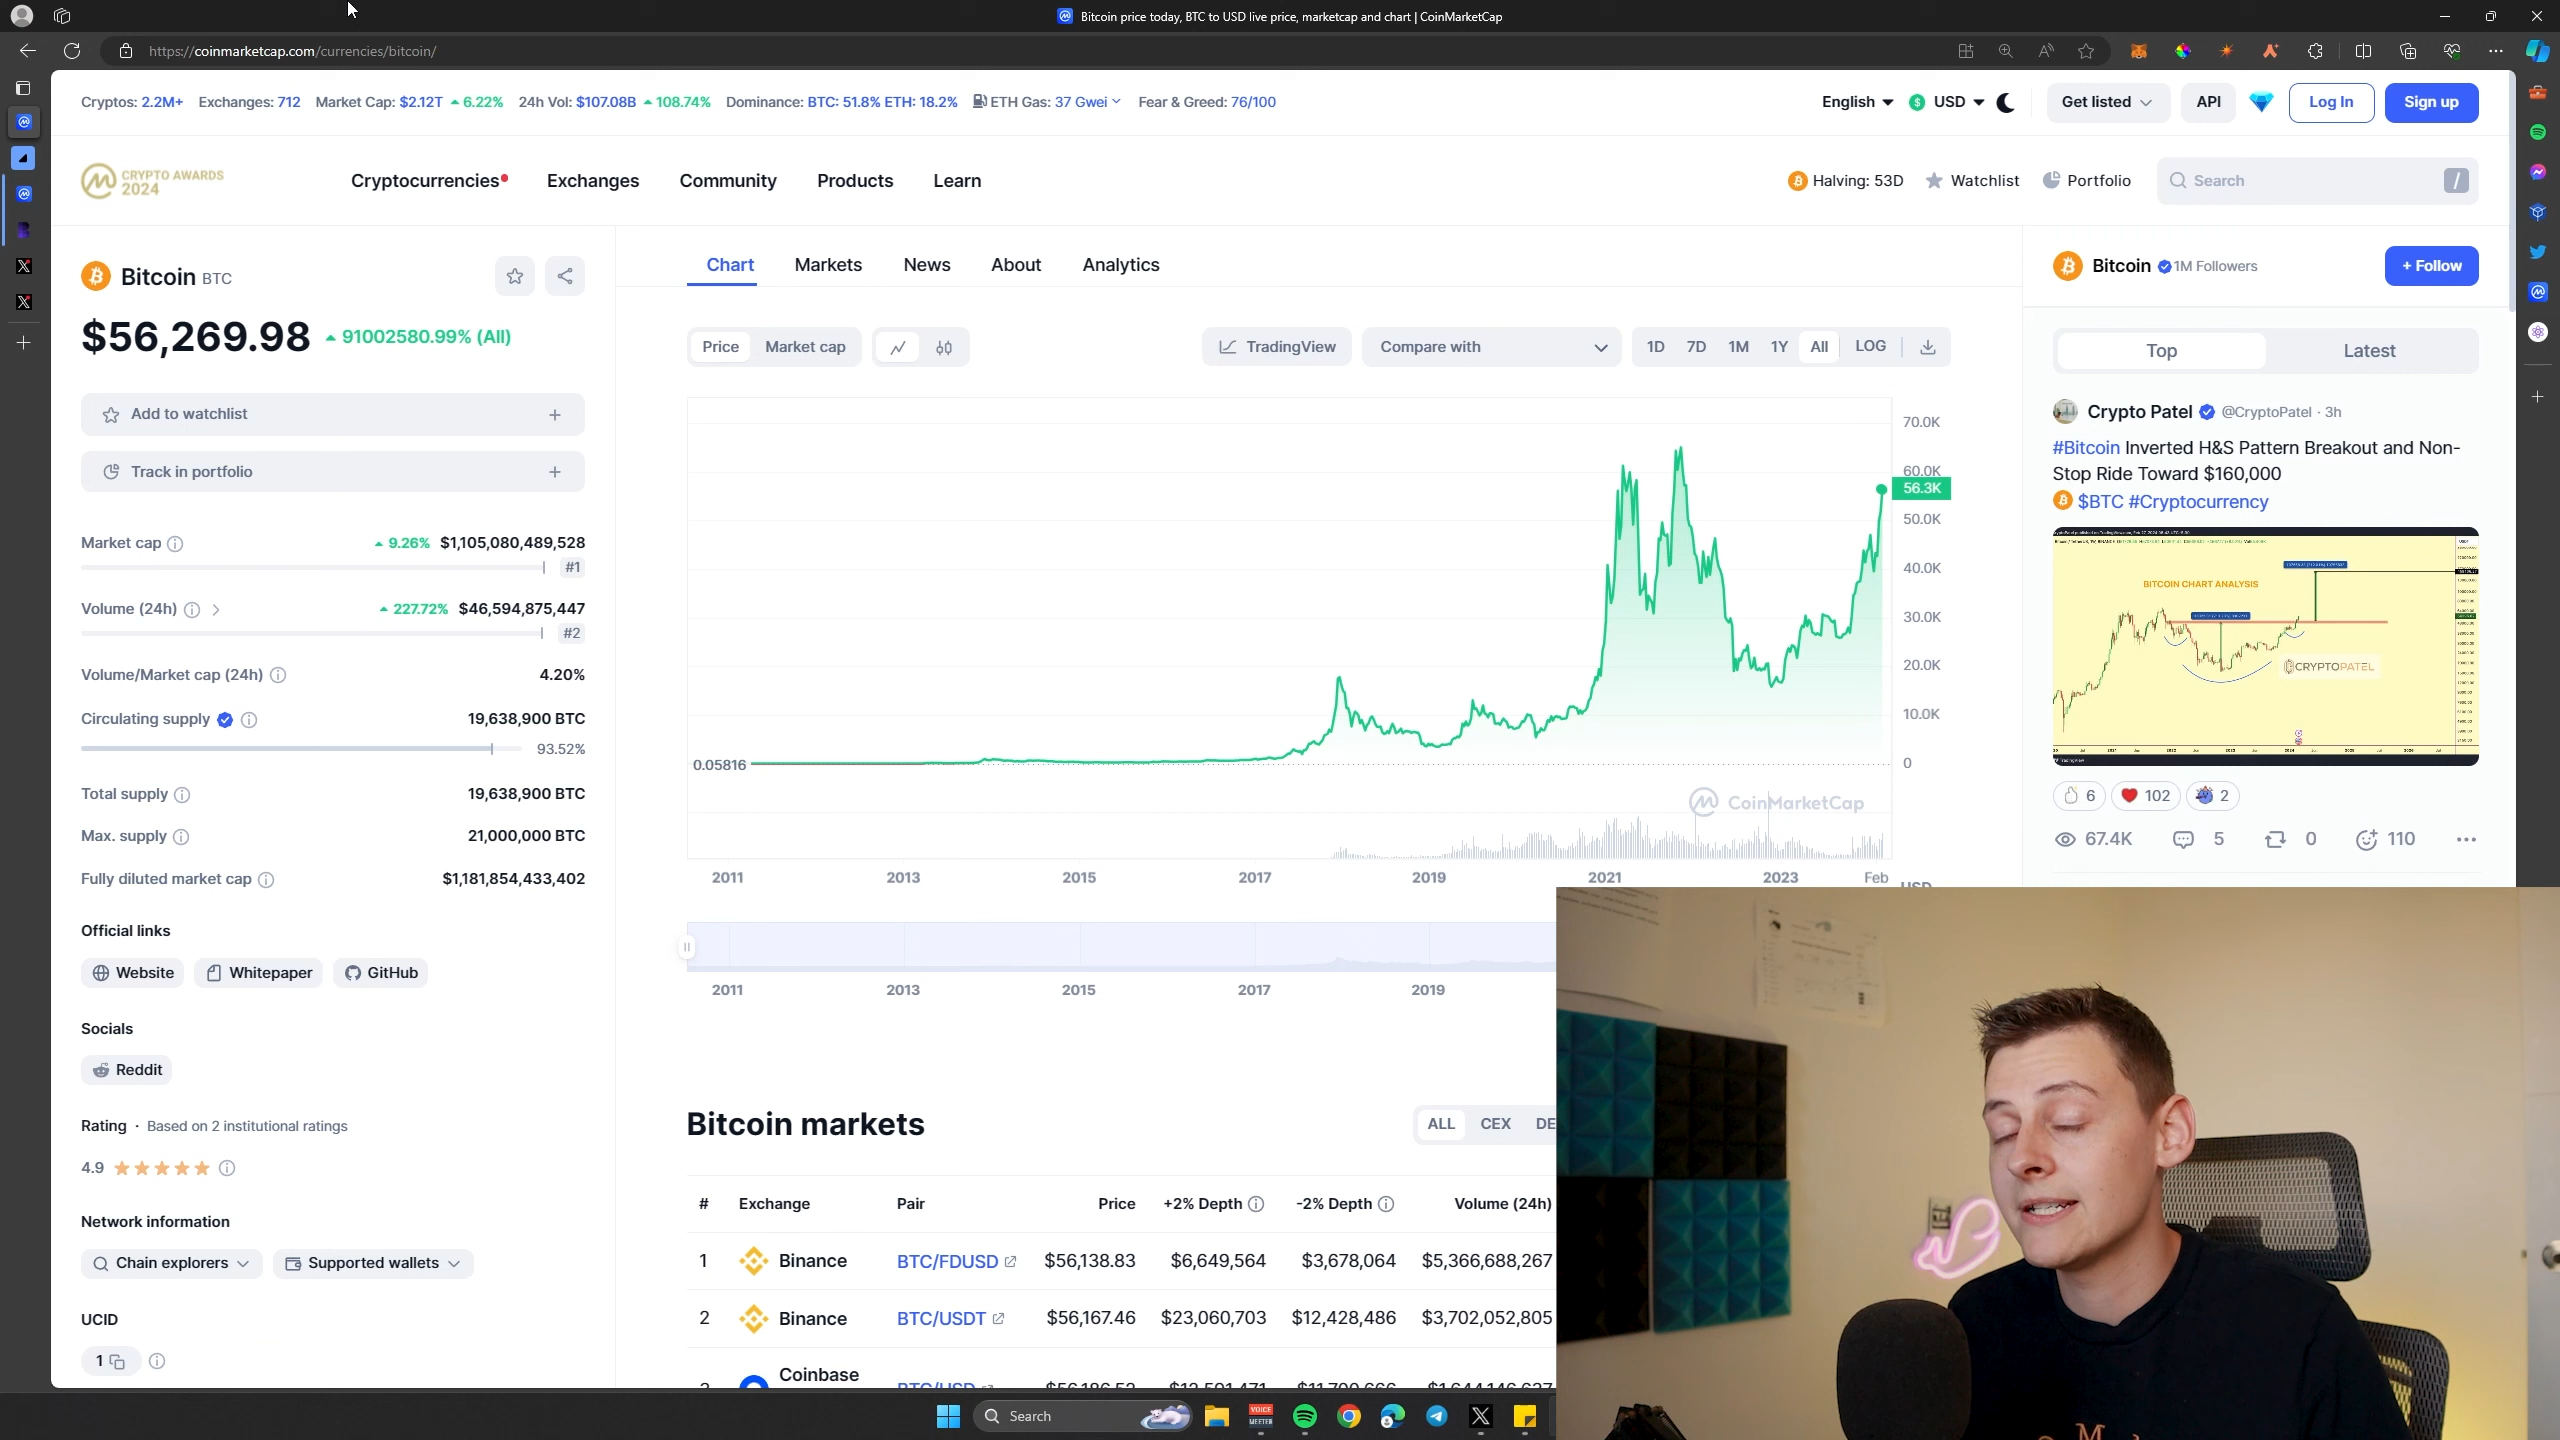 Bitcoin price today, BTC to USD live price, marketcap and chart | CoinMarketCap
https://coinmarketcap.com/currencies/bitcoin/
Cryptos: 2.2M+ Exchanges: 712 Market Cap: $2.12T 6.22% 24h Vol: $107.08B 108.74% Dominance: BTC: 51.8% ETH: 18.2% ETH Gas: 37 Gwei Fear & Greed: 76/100
English USD Get listed API Log In Sign up
CRYPTO AWARDS
2024
Cryptocurrencies Exchanges Community Products Learn
Halving: 53D Watchlist Portfolio Search /
Bitcoin BTC
$56,269.98 91002580.99% (All)
Add to watchlist +
Track in portfolio +
Market cap 9.26% $1,105,080,489,528
#1
Volume (24h) 227.72% $46,594,875,447
#2
Volume/Market cap (24h) 4.20%
Circulating supply 19,638,900 BTC
93.52%
Total supply 19,638,900 BTC
Max. supply 21,000,000 BTC
Fully diluted market cap $1,181,854,433,402
Official links
Website Whitepaper GitHub
Socials
Reddit
Rating · Based on 2 institutional ratings
4.9
Network information
Chain explorers Supported wallets
UCID
1
Chart Markets News About Analytics
Price Market cap TradingView Compare with 1D 7D 1M 1Y All LOG
70.0K
60.0K
56.3K
50.0K
40.0K
30.0K
20.0K
10.0K
0.05816 0
CoinMarketCap
2011 2013 2015 2017 2019 2021 2023 Feb
USD
2011 2013 2015 2017 2019
Bitcoin markets ALL CEX DE
# Exchange Pair Price +2% Depth -2% Depth Volume (24h)
1 Binance BTC/FDUSD $56,138.83 $6,649,564 $3,678,064 $5,366,688,267
2 Binance BTC/USDT $56,167.46 $23,060,703 $12,428,486 $3,702,052,805
Coinbase
Bitcoin 1M Followers + Follow
Top Latest
Crypto Patel @CryptoPatel · 3h
#Bitcoin Inverted H&S Pattern Breakout and Non-
Stop Ride Toward $160,000
$BTC #Cryptocurrency
BITCOIN CHART ANALYSIS
CRYPTOPATEL
6 102 2
67.4K 5 0 110
Search
VOICE
MEETER